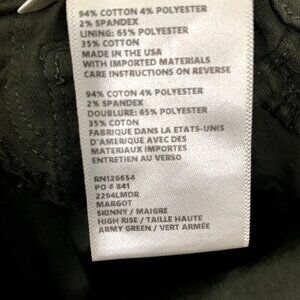 94% COTTON 4% POLYESTER
2% SPANDEX
LINING: 65% POLYESTER
35% COTTON
MADE IN THE USA
WITH IMPORTED MATERIALS
CARE INSTRUCTIONS ON REVERSE
94% COTON 4% POLYESTER
2% SPANDEX
DOUBLURE: 65% POLYESTER
35% COTON
FABRIQUE DANS LA ETATS-UNIS
D'AMERIQUE AVEC DES
MATERIAUX IMPORTES
ENTRETIEN AU VERSO
RN126654
PO # 841
2294LMDR
MARGOT
SKINNY / MAIGRE
HIGH RISE / TAILLE HAUTE
ARMY GREEN / VERT ARMÉE